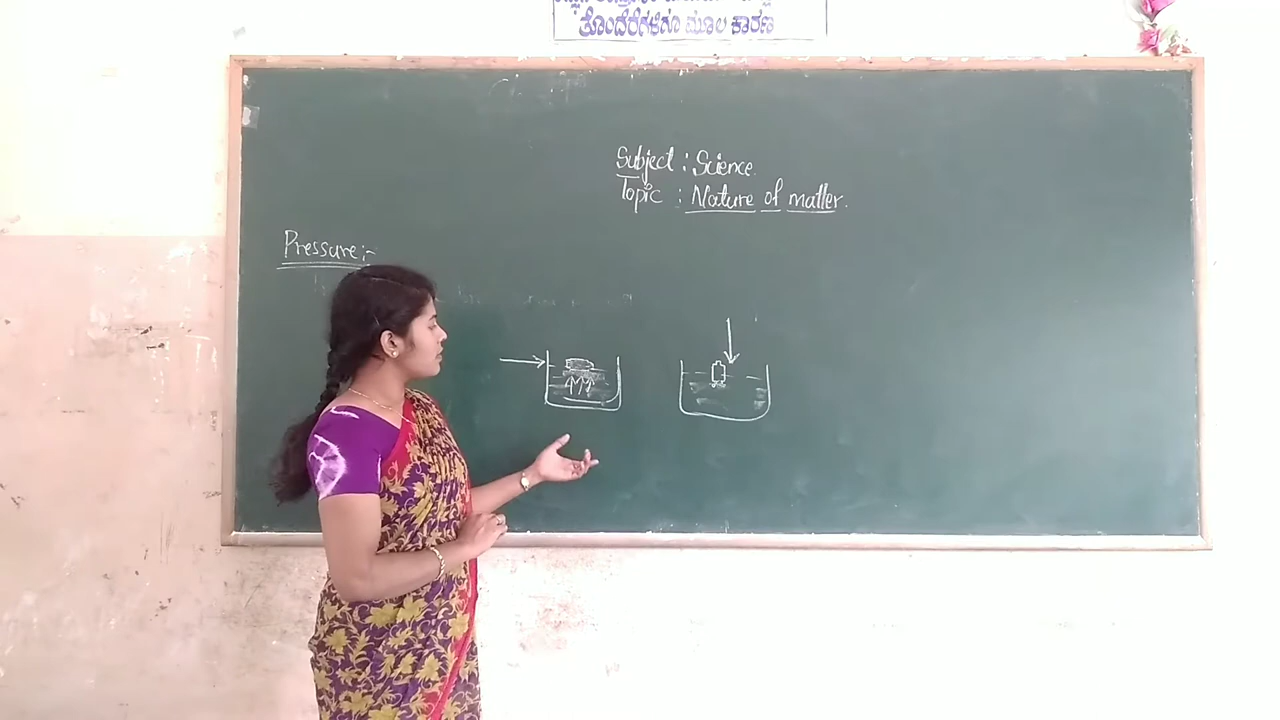 ತೊಂದರೆಗಳಿಗೂ ಮೂಲ ಕಾರಣ
Subject : Science.
Topic : Nature of matter.
Pressure :-